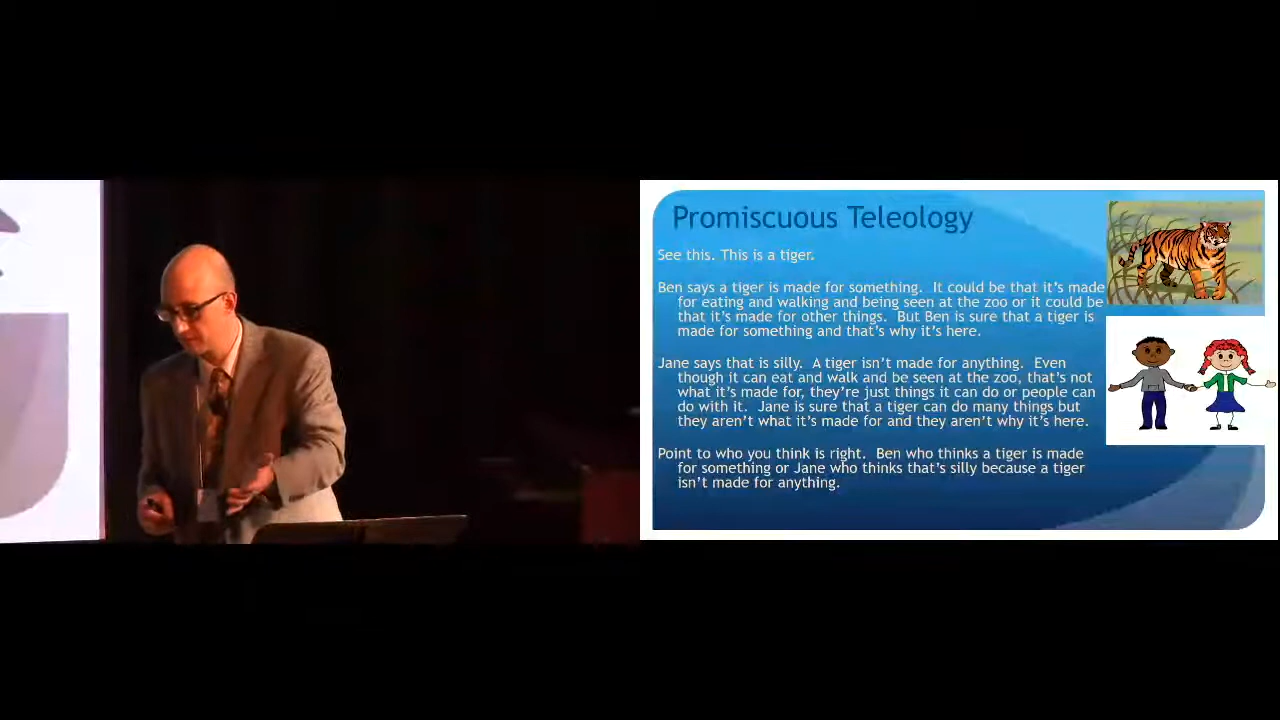 Promiscuous Teleology
See this. This is a tiger.
Ben says a tiger is made for something. It could be that it's made
for eating and walking and being seen at the zoo or it could be
that it's made for other things. But Ben is sure that a tiger is
made for something and that's why it's here.
Jane says that is silly. A tiger isn't made for anything. Even
though it can eat and walk and be seen at the zoo, that's not
what it's made for, they're just things it can do or people can
do with it. Jane is sure that a tiger can do many things but
they aren't what it's made for and they aren't why it's here.
Point to who you think is right. Ben who thinks a tiger is made
for something or Jane who thinks that's silly because a tiger
isn't made for anything.